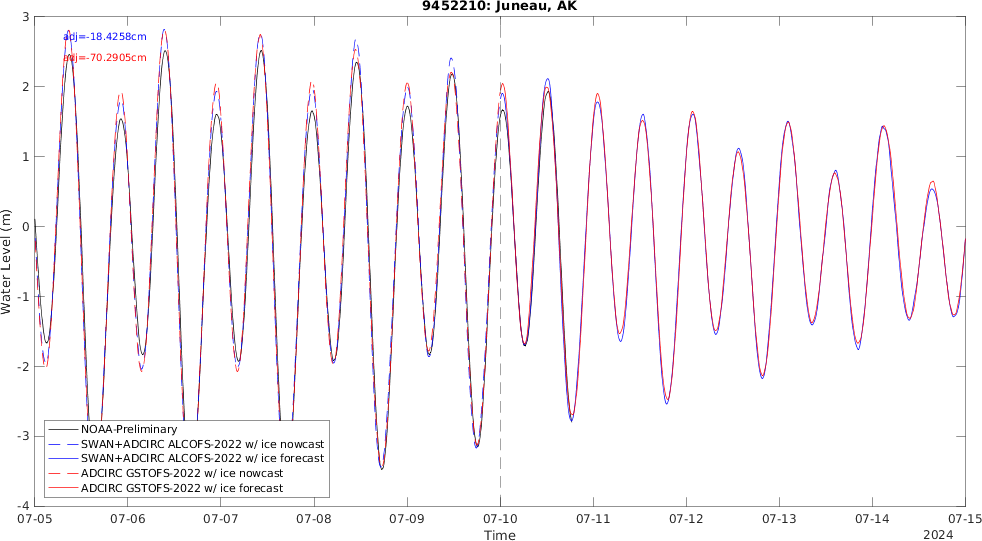 9452210: Juneau, AK
adj=-18.4258cm
adj=-70.2905cm
Water Level (m)
3
2
1
0
-1
-2
-3
-4
NOAA-Preliminary
SWAN+ADCIRC ALCOFS-2022 w/ ice nowcast
SWAN+ADCIRC ALCOFS-2022 w/ ice forecast
ADCIRC GSTOFS-2022 w/ ice nowcast
ADCIRC GSTOFS-2022 w/ ice forecast
07-05 07-06 07-07 07-08 07-09 07-10 07-11 07-12 07-13 07-14 07-15
Time
2024